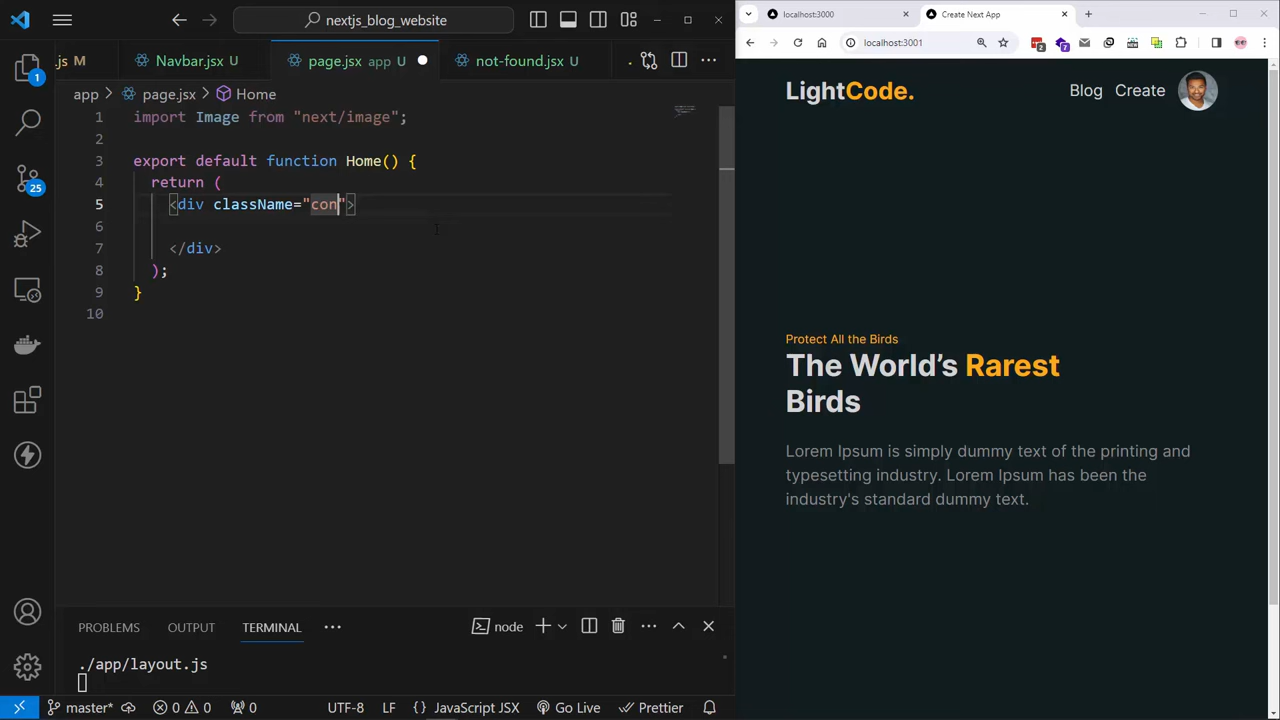 nextjs_blog_website
.js M
Navbar.jsx U
page.jsx app U
not-found.jsx U
app > page.jsx > Home
1 import Image from "next/image";
2
3 export default function Home() {
4 return (
5 <div className="con">
6
7 </div>
8 );
9 }
10
1
25
PROBLEMS OUTPUT TERMINAL
node
./app/layout.js
master*
0 0
0
UTF-8 LF {} JavaScript JSX Go Live Prettier
localhost:3000
Create Next App
localhost:3001
2
7
LightCode.
Blog Create
Protect All the Birds
The World’s Rarest
Birds
Lorem Ipsum is simply dummy text of the printing and
typesetting industry. Lorem Ipsum has been the
industry's standard dummy text.